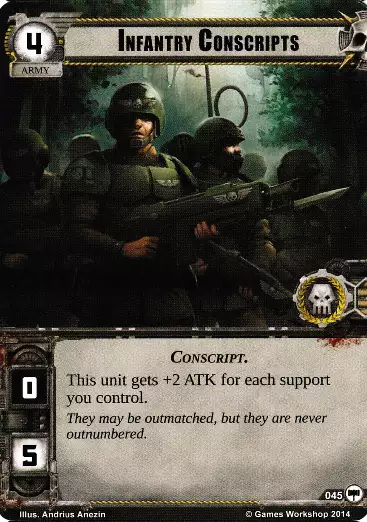 4
INFANTRY CONSCRIPTS
ARMY
CONSCRIPT.
0
This unit gets +2 ATK for each support
you control.
They may be outmatched, but they are never
outnumbered.
5
045
Illus. Andrius Anezin
© Games Workshop 2014